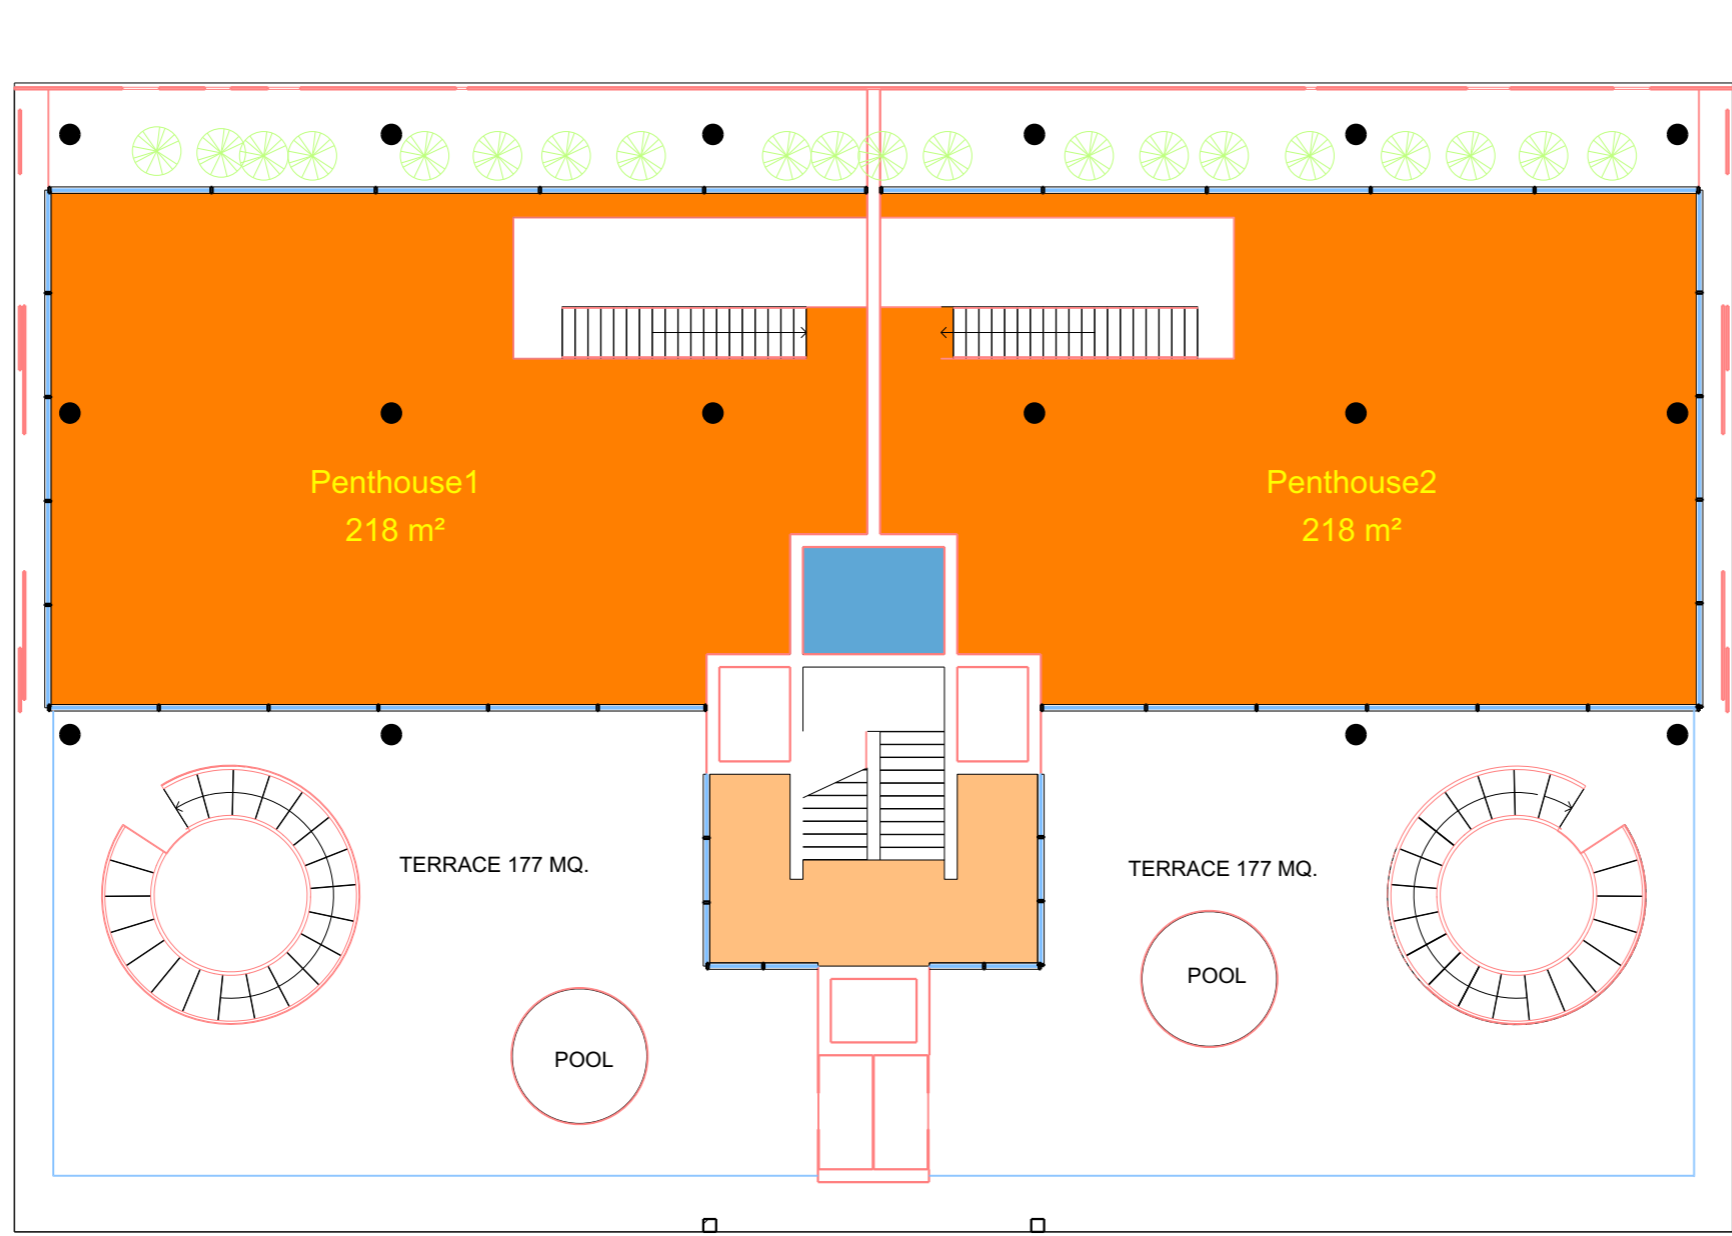 Penthouse1
218 m²
Penthouse2
218 m²
TERRACE 177 MQ.
TERRACE 177 MQ.
POOL
POOL